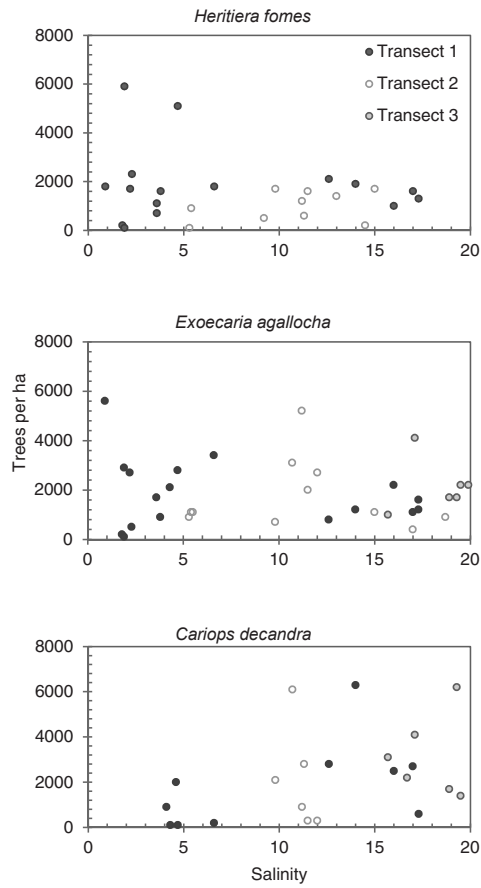 Heritiera fomes
8000
Transect 1
6000
Transect 2
Transect 3
4000
2000
0
0 5 10 15 20
Exoecaria agallocha
8000
6000
Trees per ha
4000
2000
0
0 5 10 15 20
Cariops decandra
8000
6000
4000
2000
0
0 5 10 15 20
Salinity